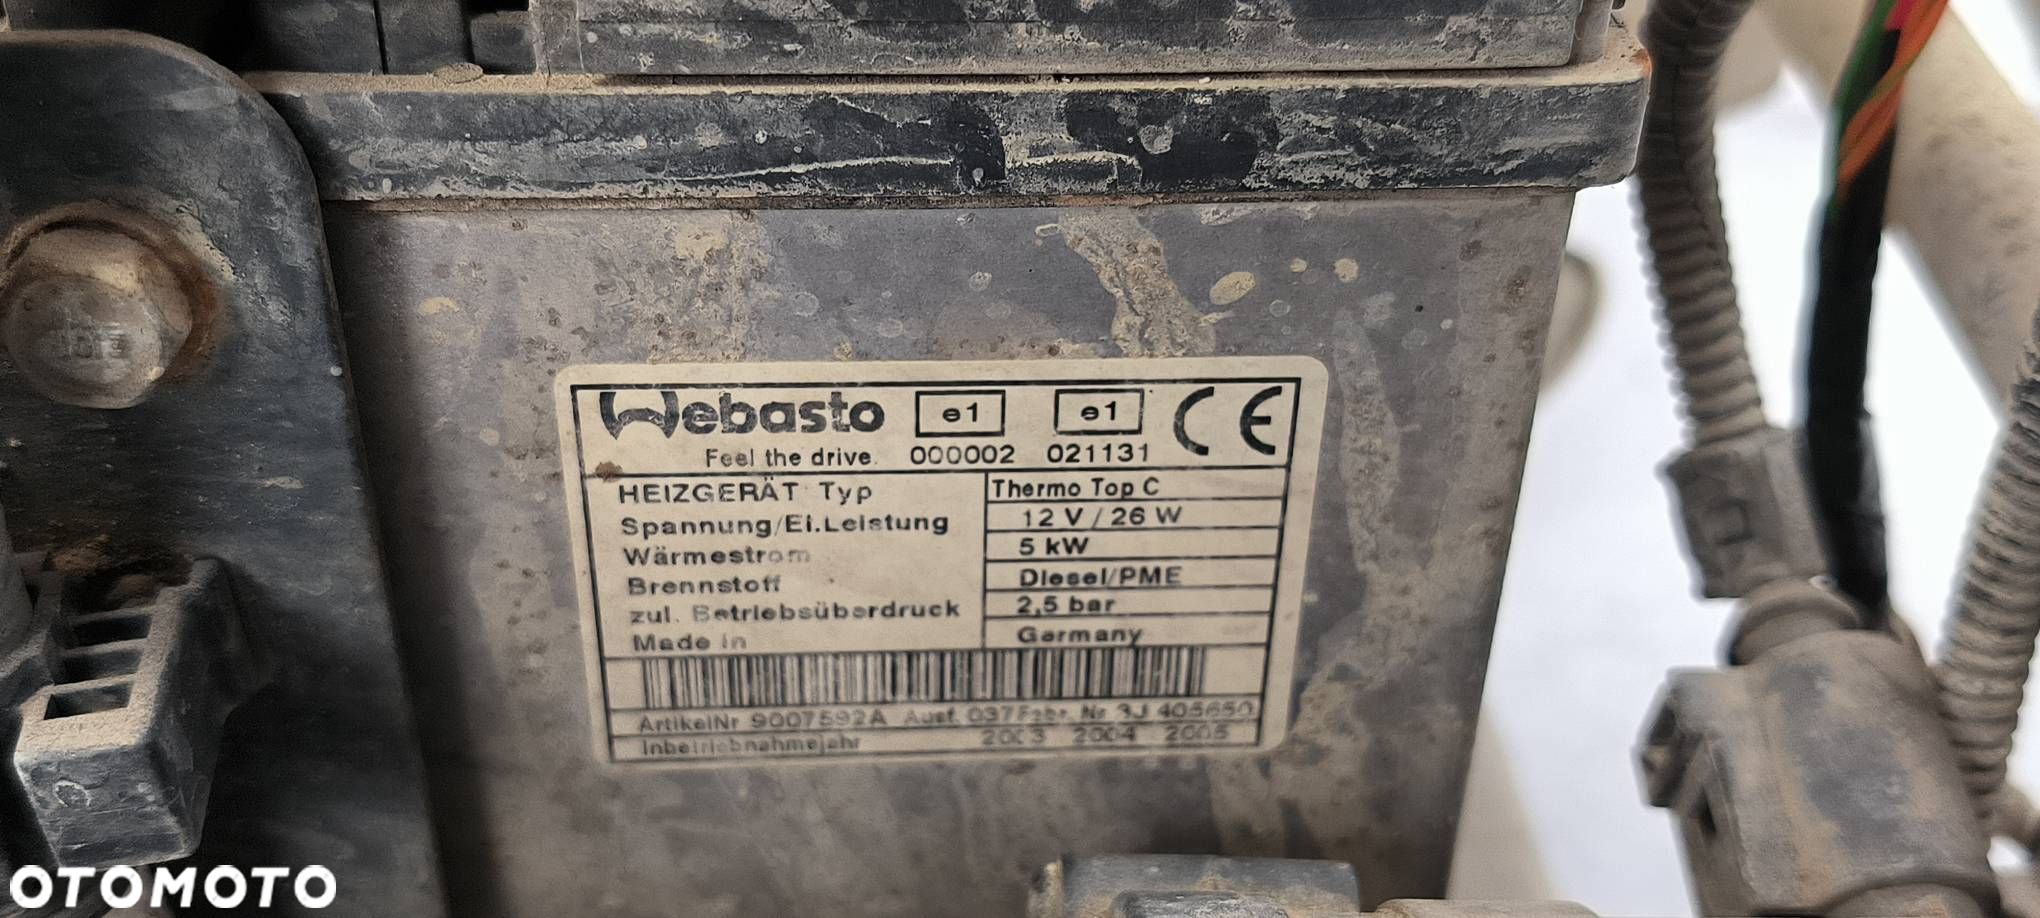 Webasto e1 e1 CE
Feel the drive. 000002 021131
HEIZGERÄT Typ Thermo Top C
Spannung/El.Leistung 12 V / 26 W
Wärmestrom 5 kW
Brennstoff Diesel/PME
zul. Betriebsüberdruck 2,5 bar
Made in Germany
ArtikelNr 9007592A Ausf. 037 Fabr. Nr 3J 405650
Inbetriebnahmejahr 2003 2004 2005
OTOMOTO